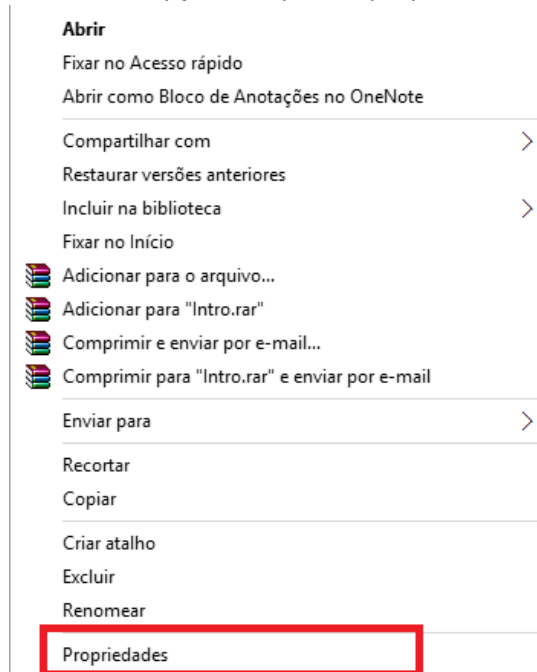 Abrir
Fixar no Acesso rápido
Abrir como Bloco de Anotações no OneNote
Compartilhar com
Restaurar versões anteriores
Incluir na biblioteca
Fixar no Início
Adicionar para o arquivo...
Adicionar para "Intro.rar"
Comprimir e enviar por e-mail...
Comprimir para "Intro.rar" e enviar por e-mail
Enviar para
Recortar
Copiar
Criar atalho
Excluir
Renomear
Propriedades